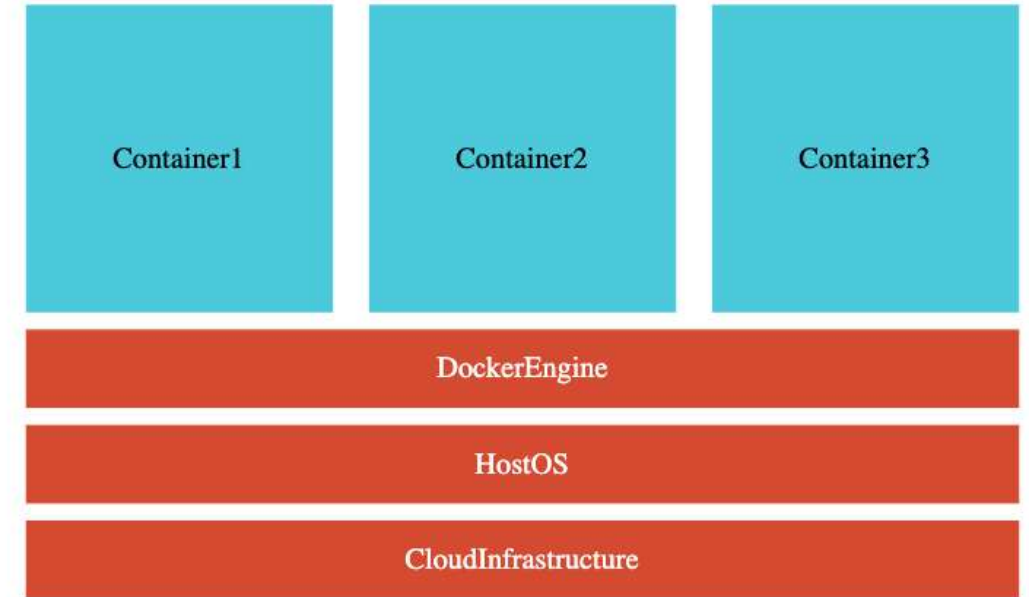 Container1
Container2
Container3
DockerEngine
HostOS
CloudInfrastructure